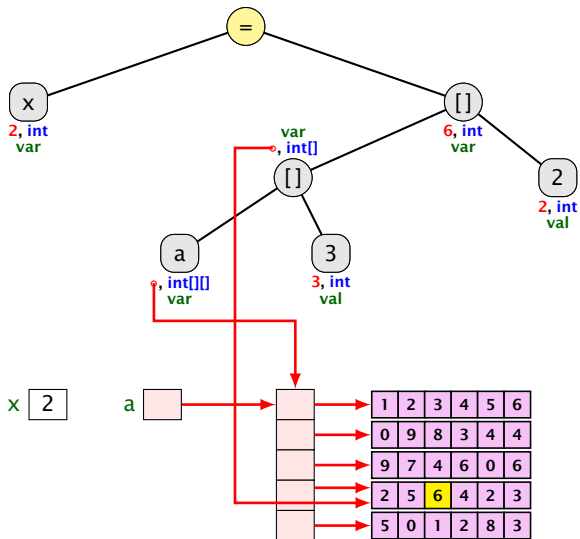 =
x
2, int
var
[]
6, int
var
var
, int[]
[]
2
2, int
val
a
, int[][]
var
3
3, int
val
x 2 a 1 2 3 4 5 6
0 9 8 3 4 4
9 7 4 6 0 6
2 5 6 4 2 3
5 0 1 2 8 3